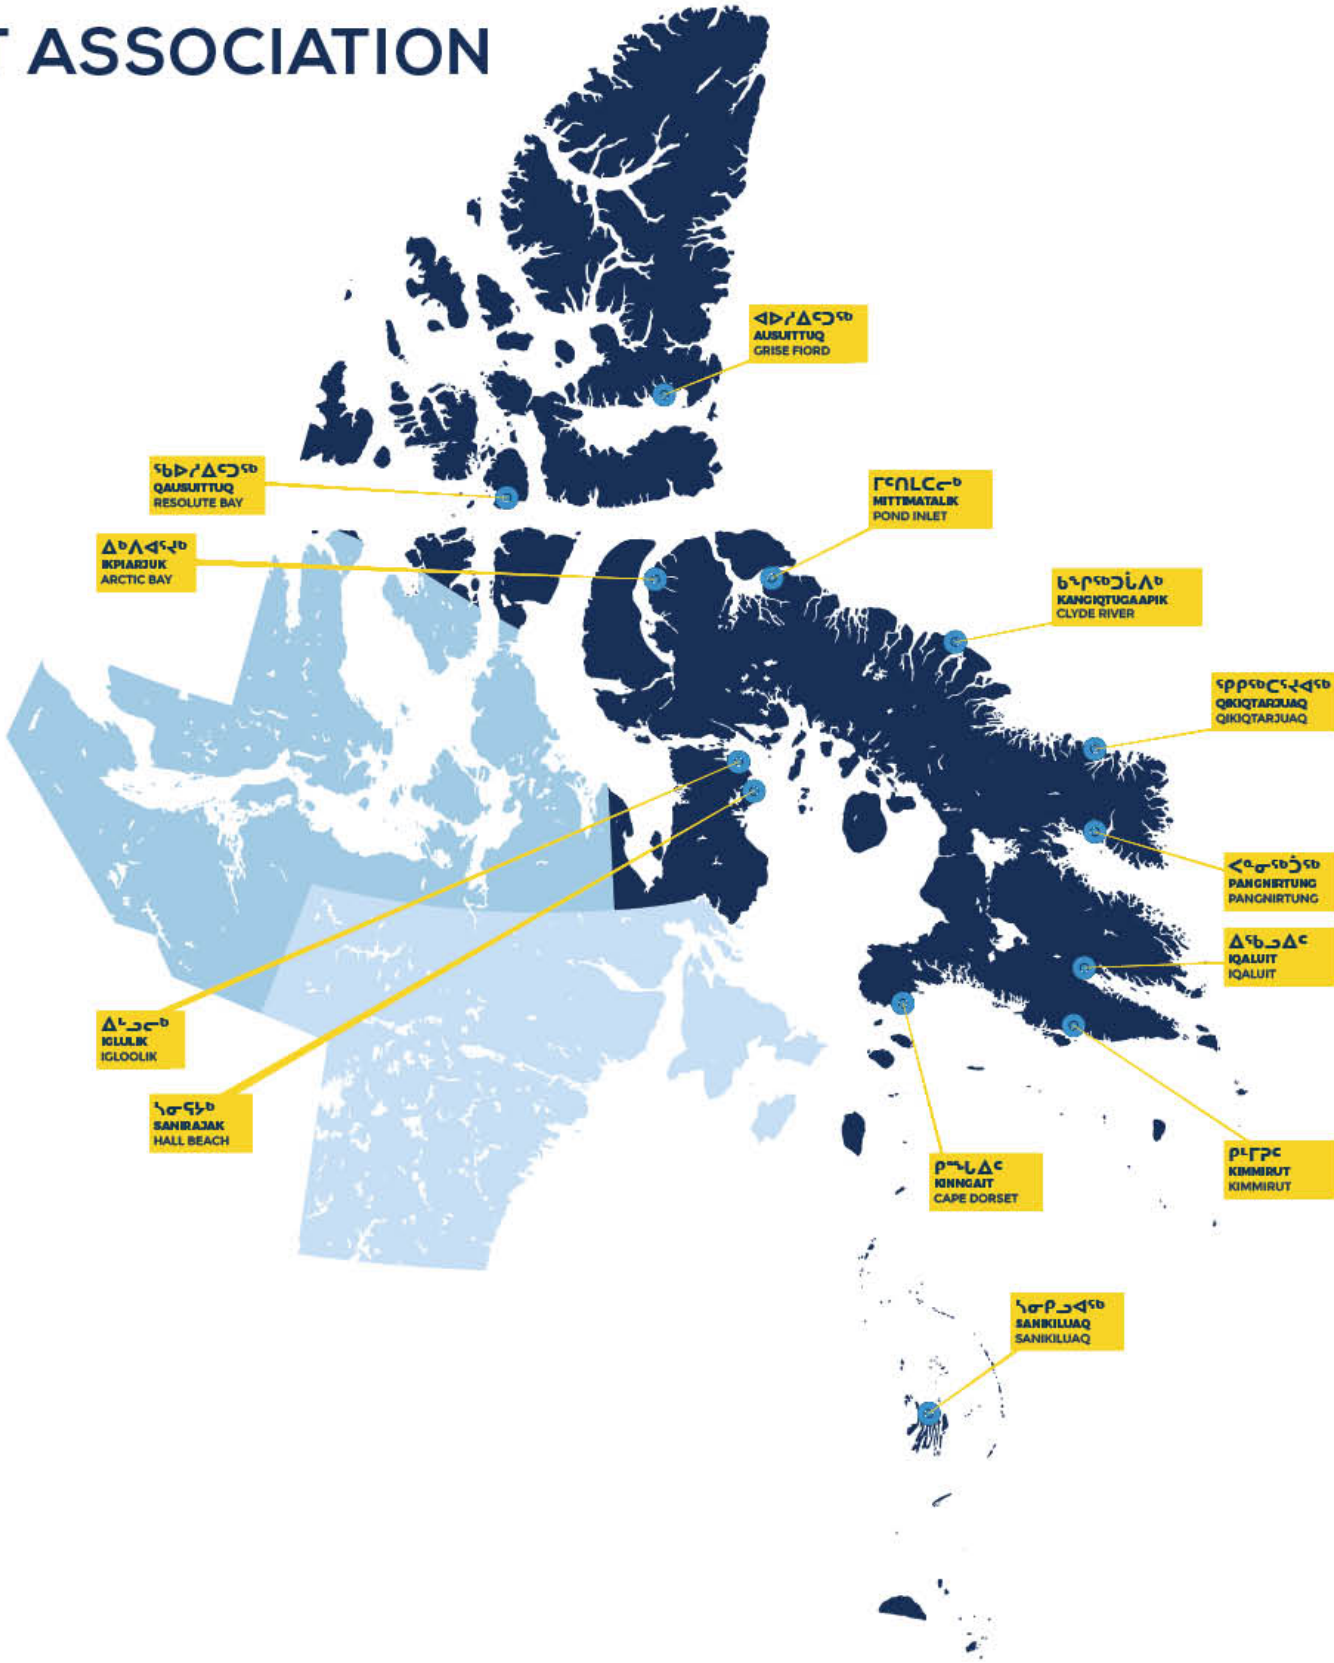 T ASSOCIATION
ᐊᐅᓱᐃᑦᑐᖅ
AUSUITTUQ
GRISE FIORD
ᖃᐅᓱᐃᑦᑐᖅ
QAUSUITTUQ
RESOLUTE BAY
ᒥᑦᑎᒪᑕᓕᒃ
MITTIMATALIK
POND INLET
ᐃᒃᐱᐊᕐᔪᒃ
IKPIARJUK
ARCTIC BAY
ᑲᖏᖅᑐᒑᐱᒃ
KANGIQTUGAAPIK
CLYDE RIVER
ᕿᑭᖅᑕᕐᔪᐊᖅ
QIKIQTARJUAQ
QIKIQTARJUAQ
ᐸᓐᓂᖅᑑᖅ
PANGNIRTUNG
PANGNIRTUNG
ᐃᖃᓗᐃᑦ
IQALUIT
IQALUIT
ᐃᒡᓗᓕᒃ
IGLULIK
IGLOOLIK
ᓴᓂᕋᔭᒃ
SANIRAJAK
HALL BEACH
ᑭᙵᐃᑦ
KINNGAIT
CAPE DORSET
ᑭᒻᒥᕈᑦ
KIMMIRUT
KIMMIRUT
ᓴᓂᑭᓗᐊᖅ
SANIKILUAQ
SANIKILUAQ